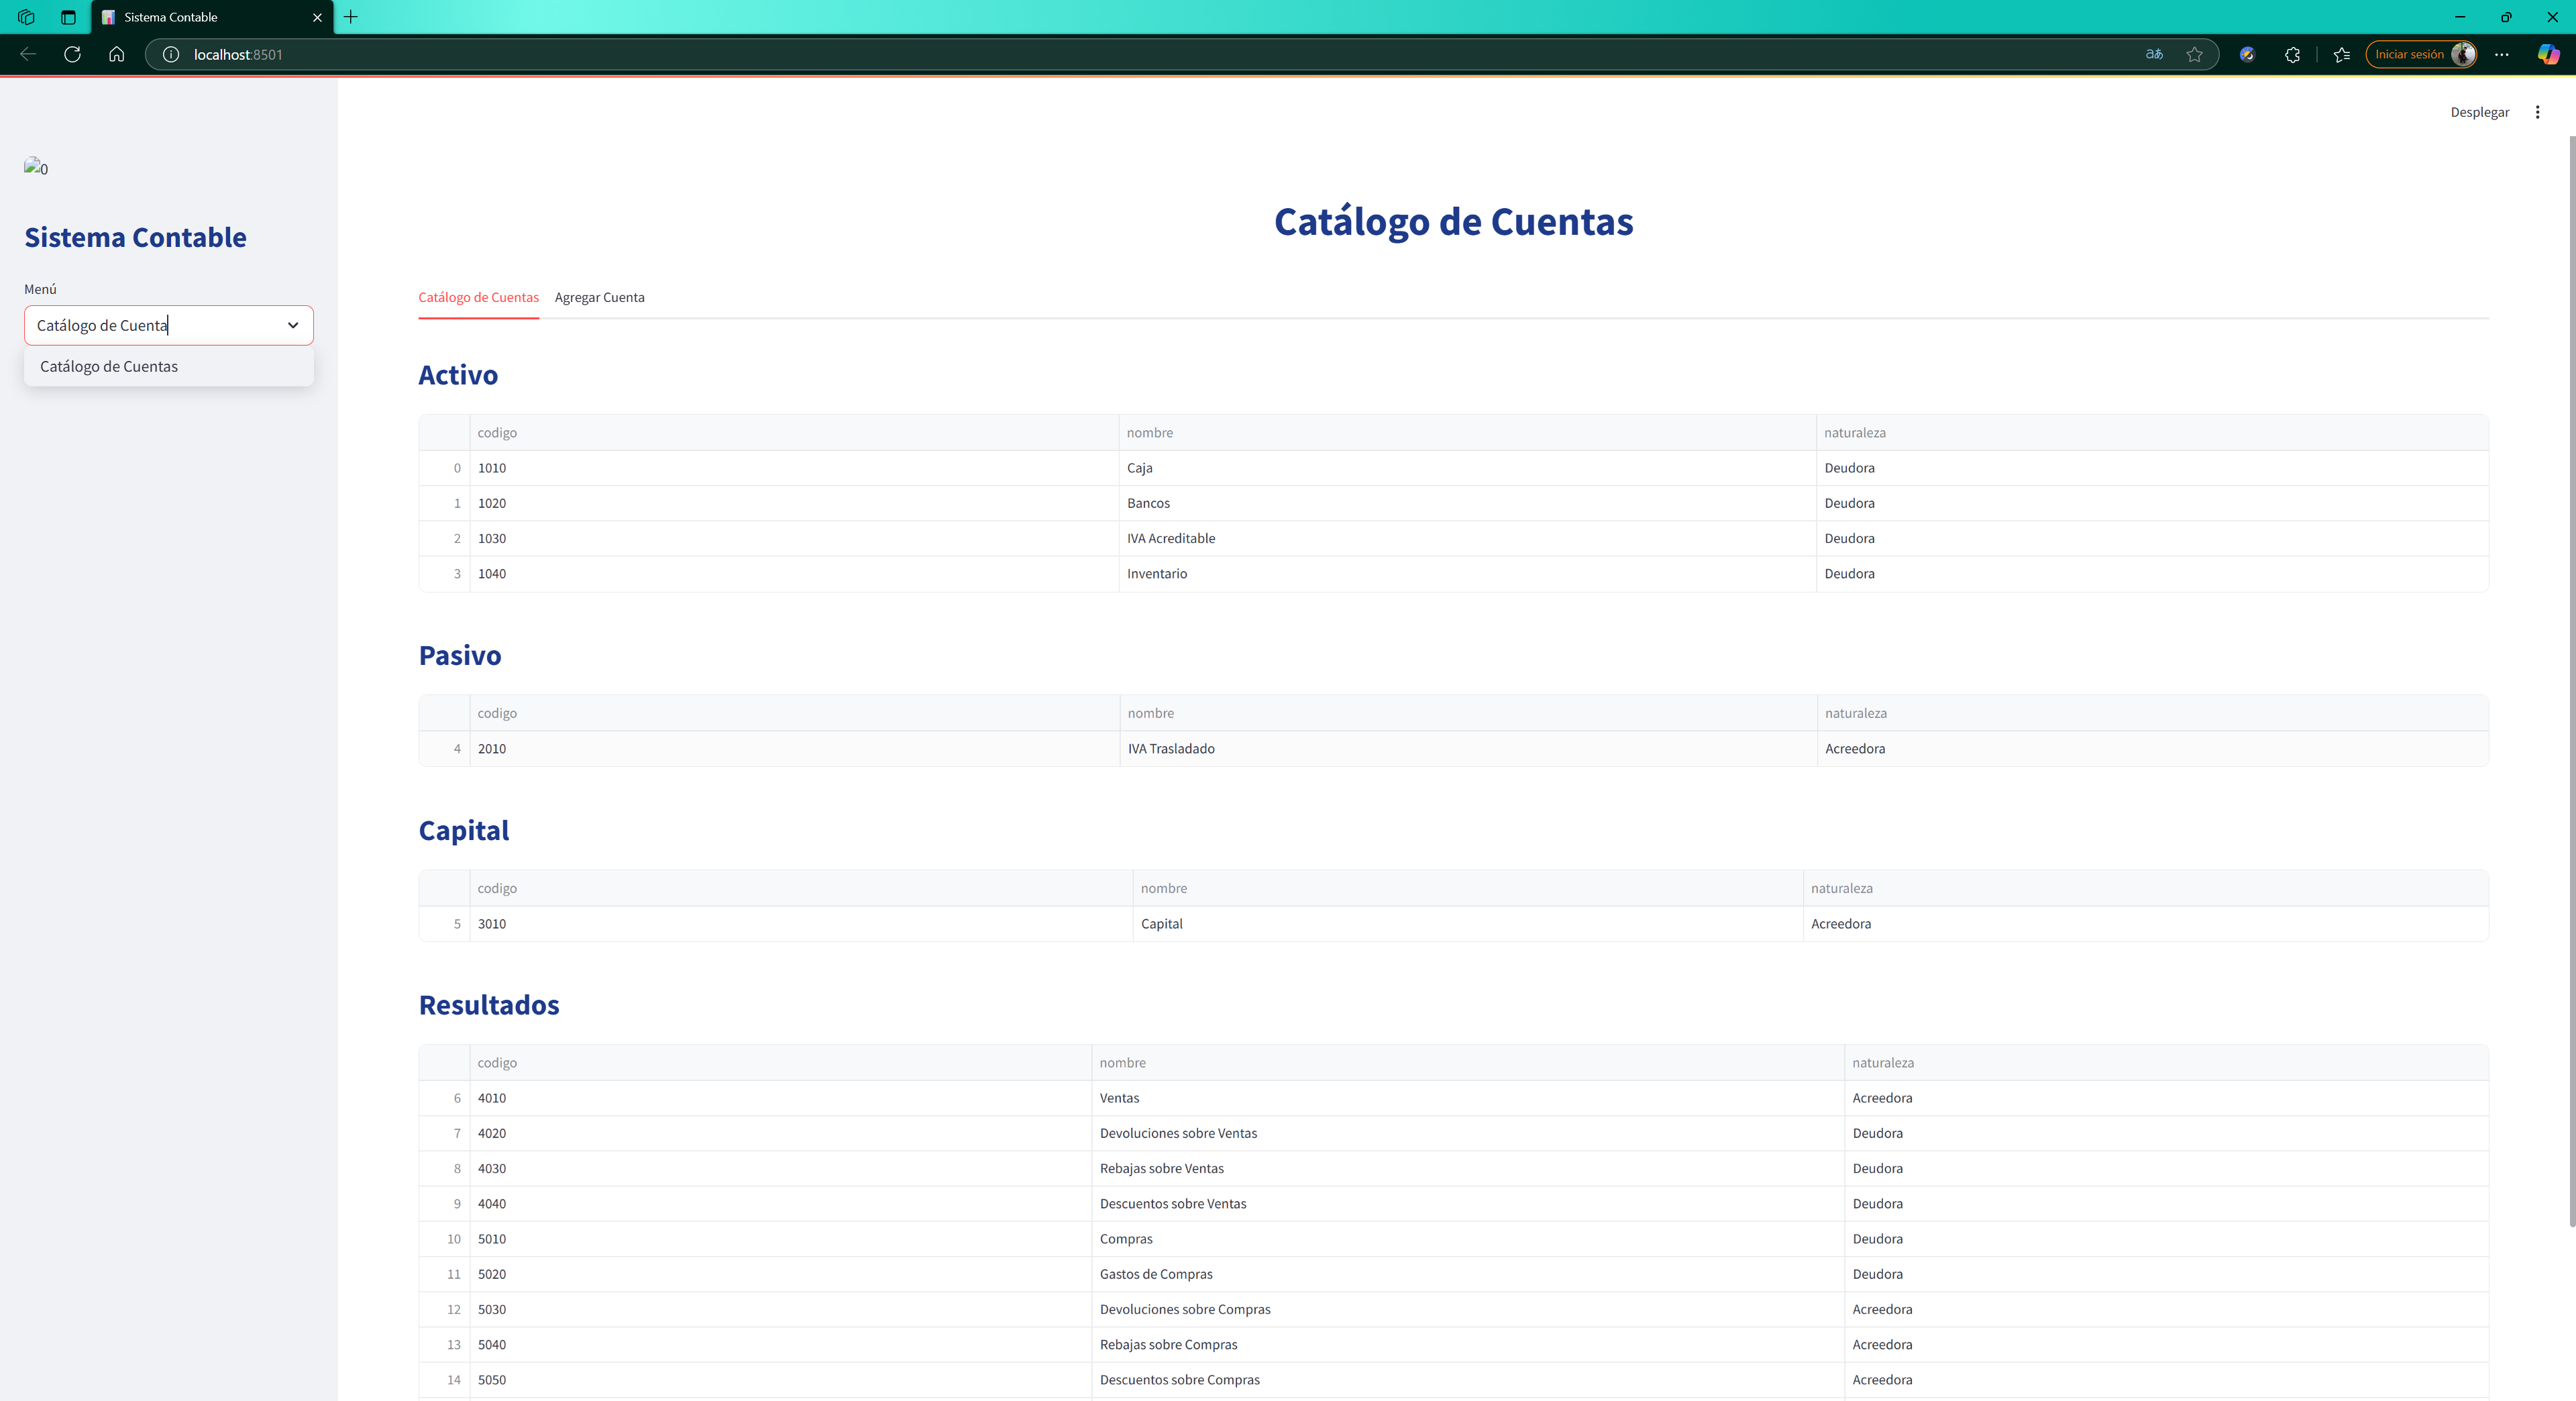 Sistema Contable
localhost:8501
aあ
Iniciar sesión
Desplegar
0
Sistema Contable
Menú
Catálogo de Cuenta
Catálogo de Cuentas
Catálogo de Cuentas
Catálogo de Cuentas Agregar Cuenta
Activo
codigo nombre naturaleza
0 1010 Caja Deudora
1 1020 Bancos Deudora
2 1030 IVA Acreditable Deudora
3 1040 Inventario Deudora
Pasivo
codigo nombre naturaleza
4 2010 IVA Trasladado Acreedora
Capital
codigo nombre naturaleza
5 3010 Capital Acreedora
Resultados
codigo nombre naturaleza
6 4010 Ventas Acreedora
7 4020 Devoluciones sobre Ventas Deudora
8 4030 Rebajas sobre Ventas Deudora
9 4040 Descuentos sobre Ventas Deudora
10 5010 Compras Deudora
11 5020 Gastos de Compras Deudora
12 5030 Devoluciones sobre Compras Acreedora
13 5040 Rebajas sobre Compras Acreedora
14 5050 Descuentos sobre Compras Acreedora